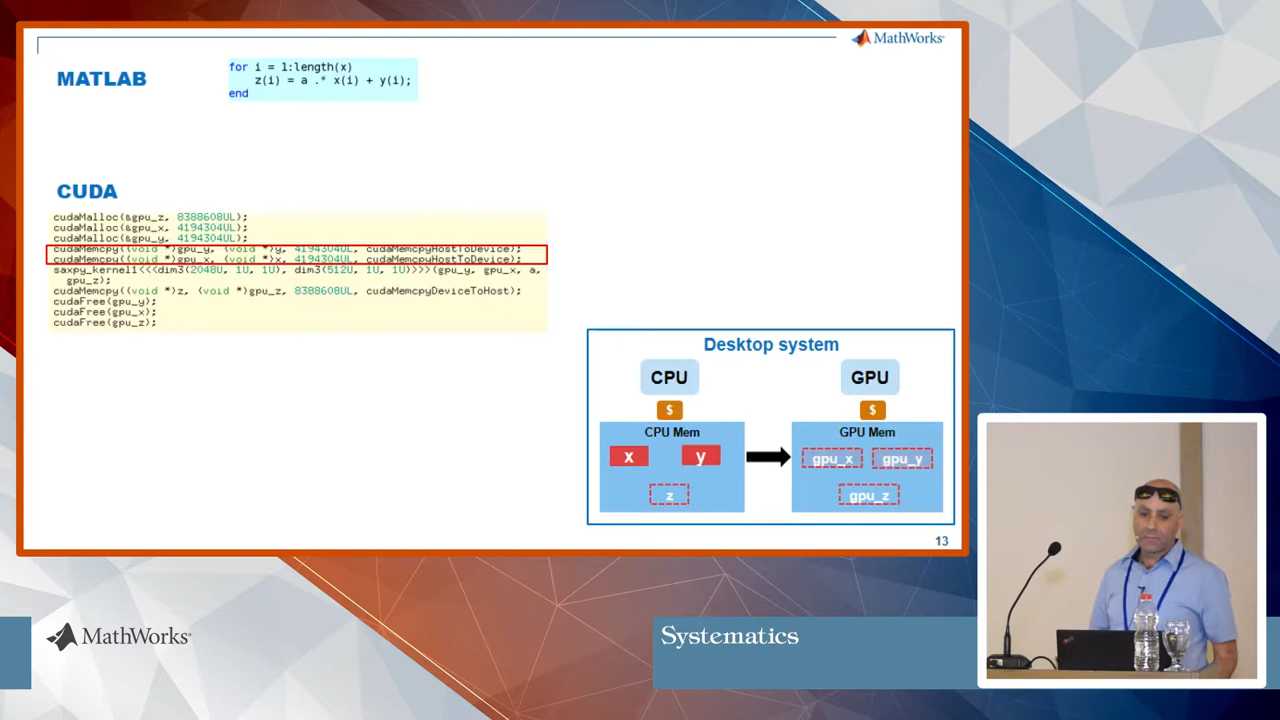 MathWorks®
MATLAB
for i = 1:length(x)
z(i) = a .* x(i) + y(i);
end
CUDA
cudaMalloc(&gpu_z, 8388608UL);
cudaMalloc(&gpu_x, 4194304UL);
cudaMalloc(&gpu_y, 4194304UL);
cudaMemcpy((void *)gpu_y, (void *)y, 4194304UL, cudaMemcpyHostToDevice);
cudaMemcpy((void *)gpu_x, (void *)x, 4194304UL, cudaMemcpyHostToDevice);
saxpy_kernel1<<<dim3(2048U, 1U, 1U), dim3(512U, 1U, 1U)>>>(gpu_y, gpu_x, a,
gpu_z);
cudaMemcpy((void *)z, (void *)gpu_z, 8388608UL, cudaMemcpyDeviceToHost);
cudaFree(gpu_y);
cudaFree(gpu_x);
cudaFree(gpu_z);
Desktop system
CPU GPU
$ $
CPU Mem GPU Mem
x y gpu_x gpu_y
z gpu_z
13
MathWorks®
Systematics